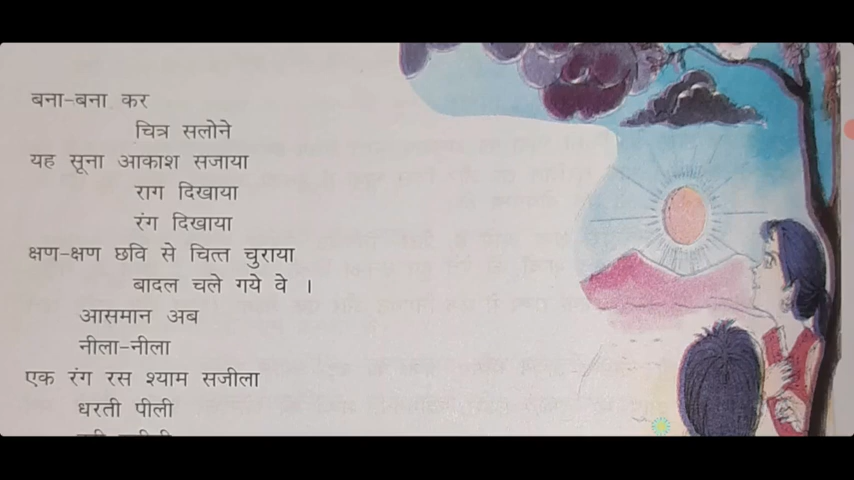 बना-बना कर
चित्र सलोने
यह सूना आकाश सजाया
राग दिखाया
रंग दिखाया
क्षण-क्षण छवि से चित्त चुराया
बादल चले गये वे ।
आसमान अब
नीला-नीला
एक रंग रस श्याम सजीला
धरती पीली